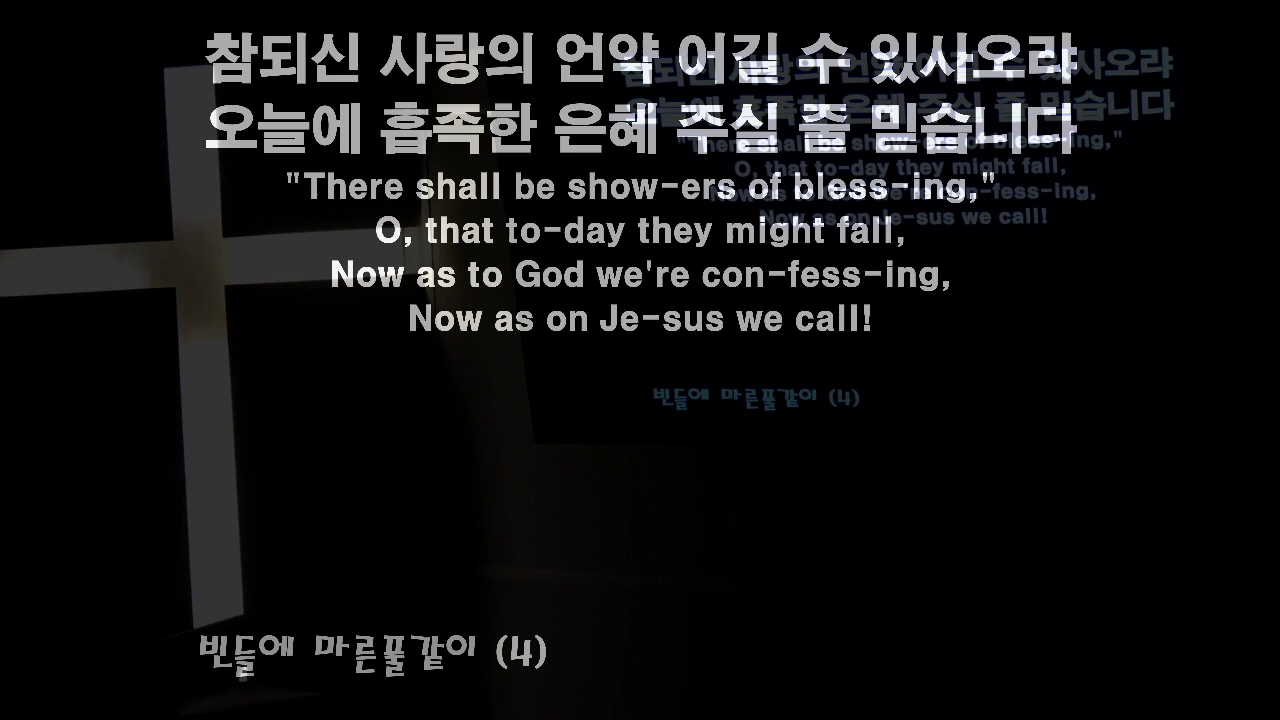 참되신 사랑의 언약 어길 수 있사오랴
오늘에 흡족한 은혜 주실 줄 믿습니다
"There shall be show-ers of bless-ing,"
O, that to-day they might fall,
Now as to God we're con-fess-ing,
Now as on Je-sus we call!
빈들에 마른풀같이 (4)
빈들에 마른풀같이 (4)